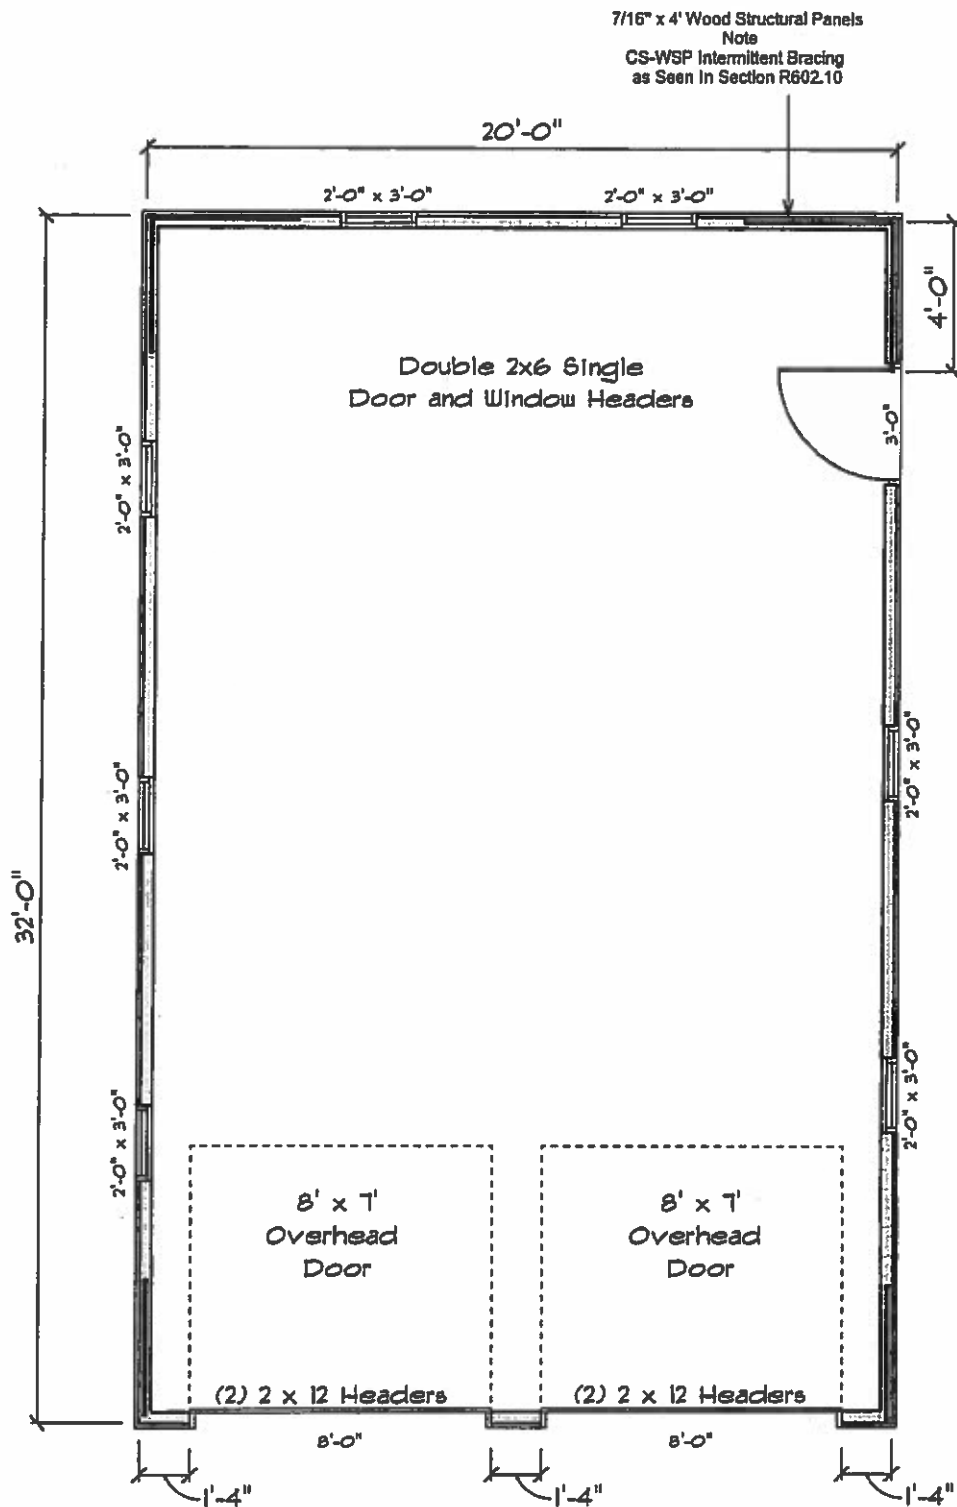 7/16" x 4' Wood Structural Panels
Note
CS-WSP Intermittent Bracing
as Seen in Section R602.10
20'-0"
2'-0" x 3'-0"
2'-0" x 3'-0"
4'-0"
Double 2x6 Single
Door and Window Headers
3'-0"
2'-0" x 3'-0"
2'-0" x 3'-0"
2'-0" x 3'-0"
32'-0"
2'-0" x 3'-0"
2'-0" x 3'-0"
8' x 7'
Overhead
Door
8' x 7'
Overhead
Door
(2) 2 x 12 Headers
(2) 2 x 12 Headers
8'-0"
8'-0"
1'-4"
1'-4"
1'-4"